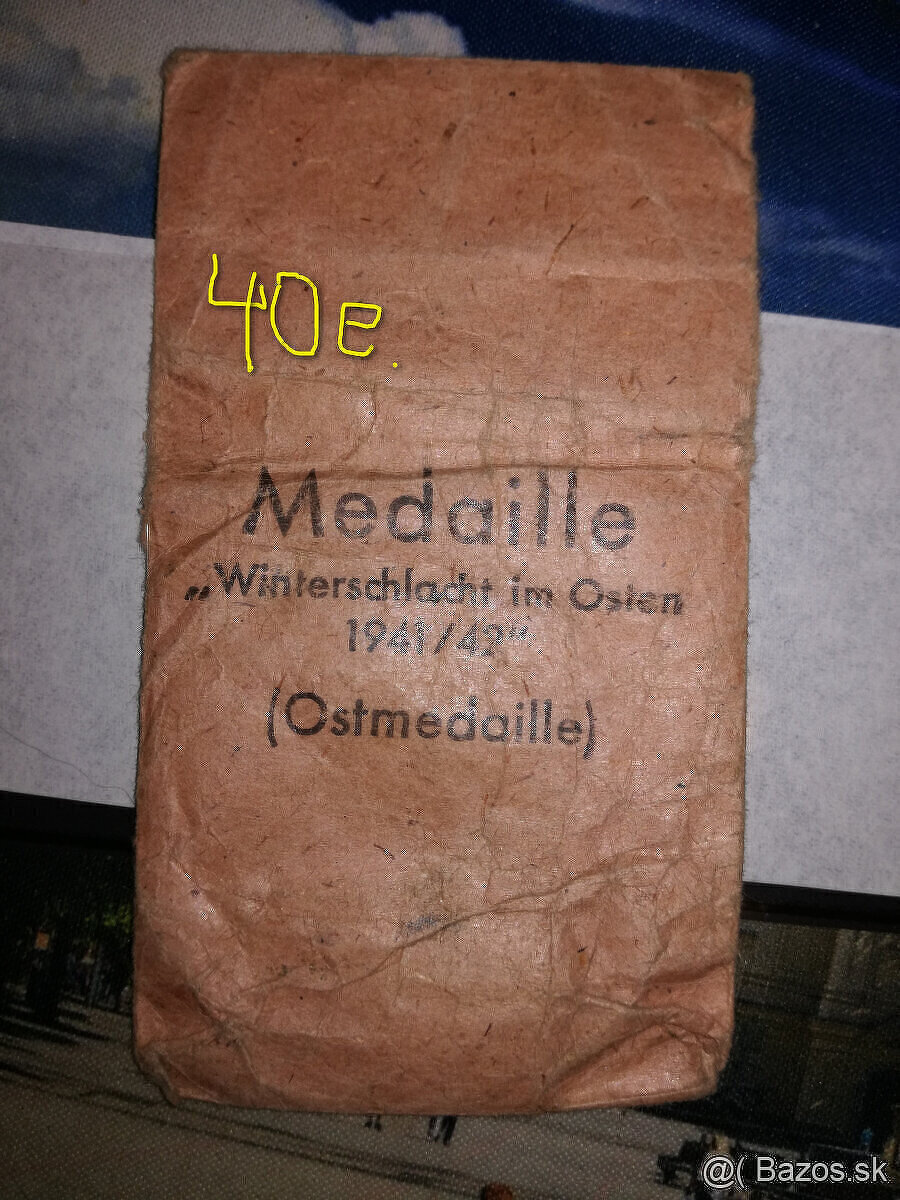 40e.
Medaille
„Winterschlacht im Osten
1941/42“
(Ostmedaille)
@( Bazos.sk